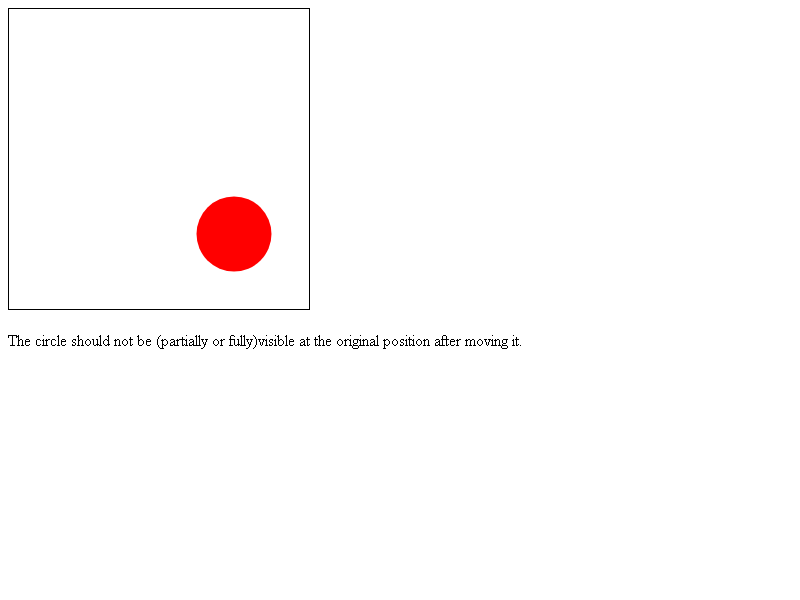 The circle should not be (partially or fully)visible at the original position after moving it.